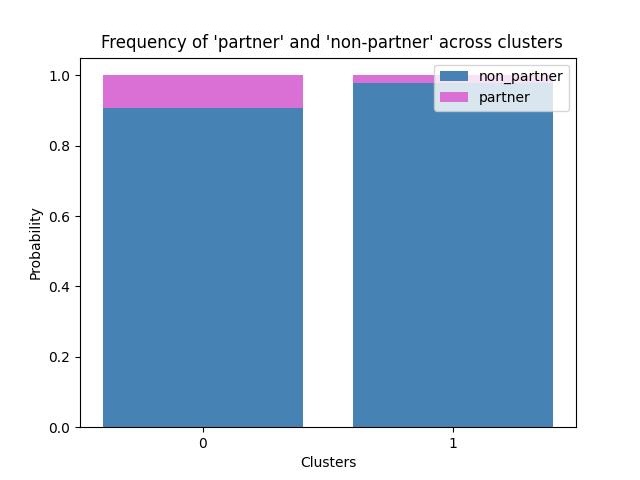 Frequency of 'partner' and 'non-partner' across clusters
1.0
0.8
0.6
0.4
0.2
0.0
Probability
non_partner
partner
0 1
Clusters